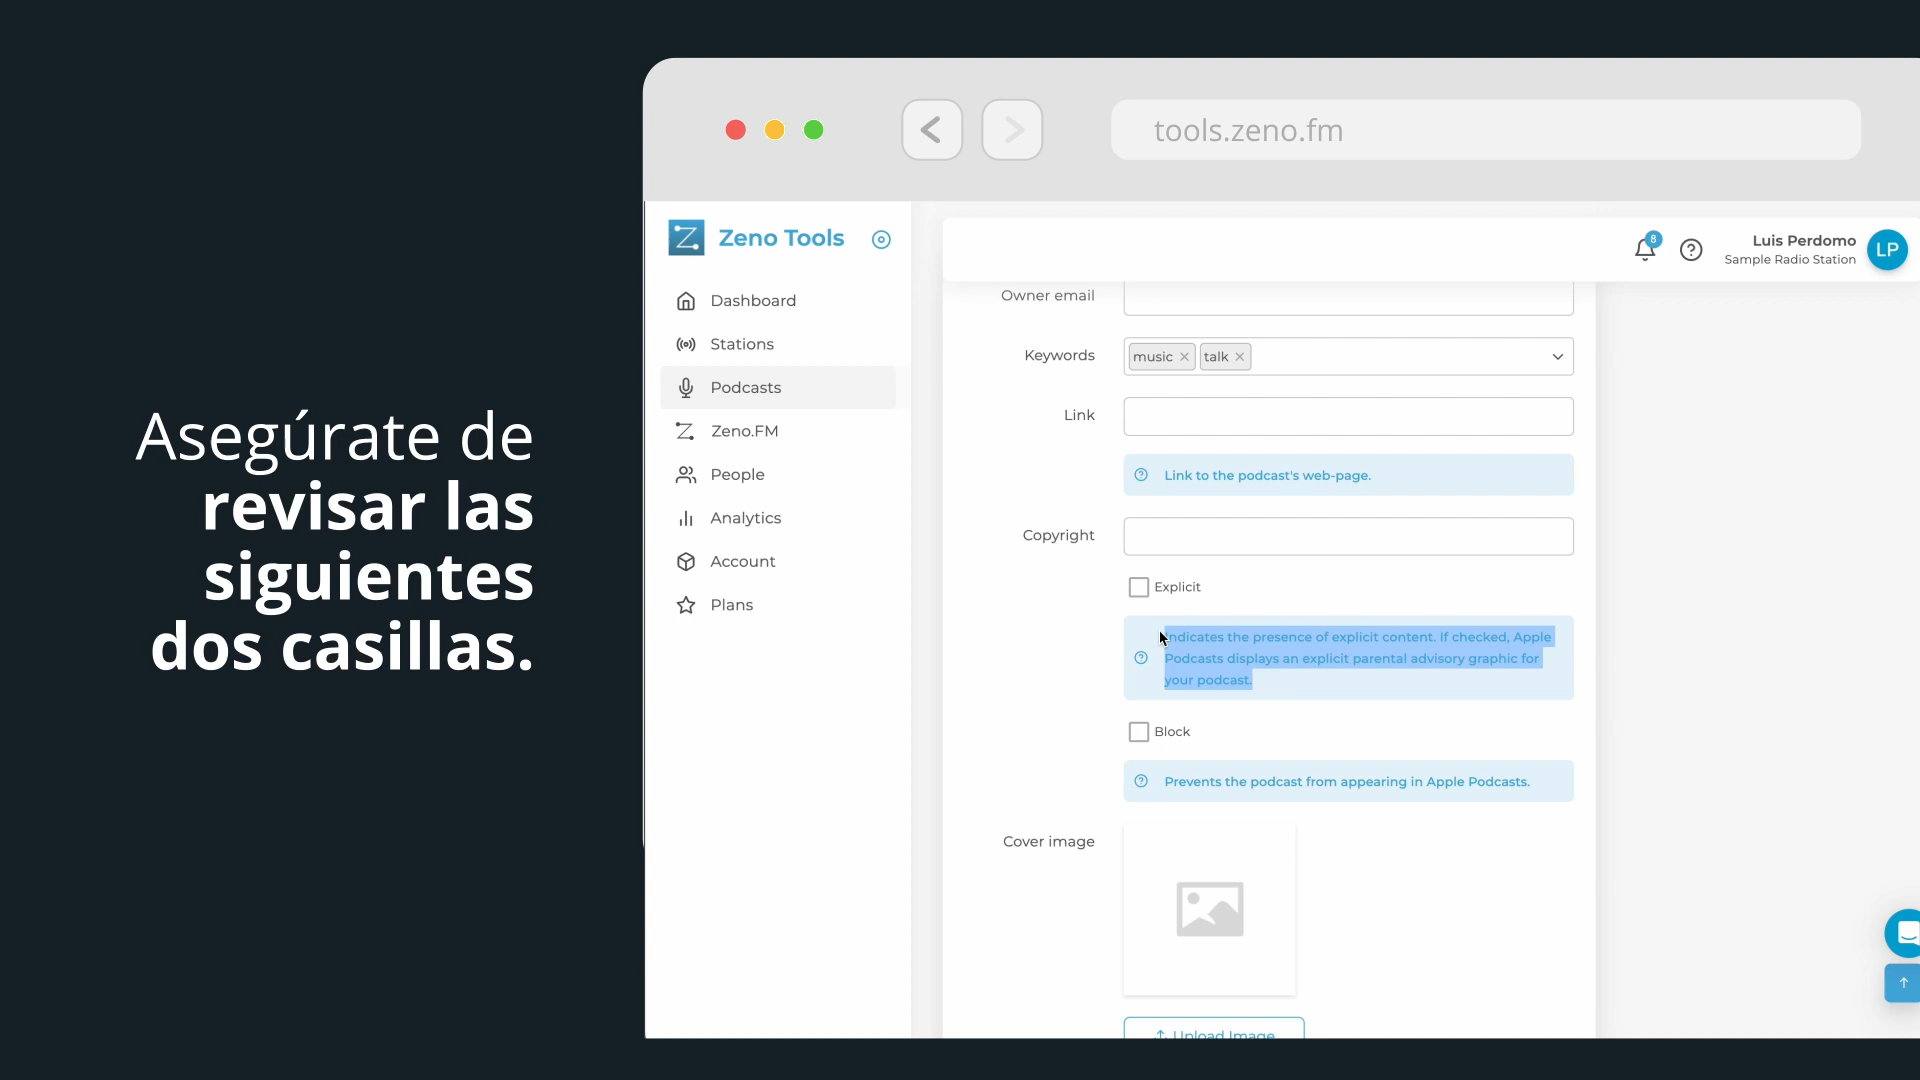 Asegúrate de
revisar las
siguientes
dos casillas.
tools.zeno.fm
Zeno Tools
Dashboard
Stations
Podcasts
Zeno.FM
People
Analytics
Account
Plans
8
Luis Perdomo
Sample Radio Station
LP
Owner email
Keywords
music
talk
Link
Link to the podcast's web-page.
Copyright
Explicit
Indicates the presence of explicit content. If checked, Apple
Podcasts displays an explicit parental advisory graphic for
your podcast.
Block
Prevents the podcast from appearing in Apple Podcasts.
Cover image
Upload Image